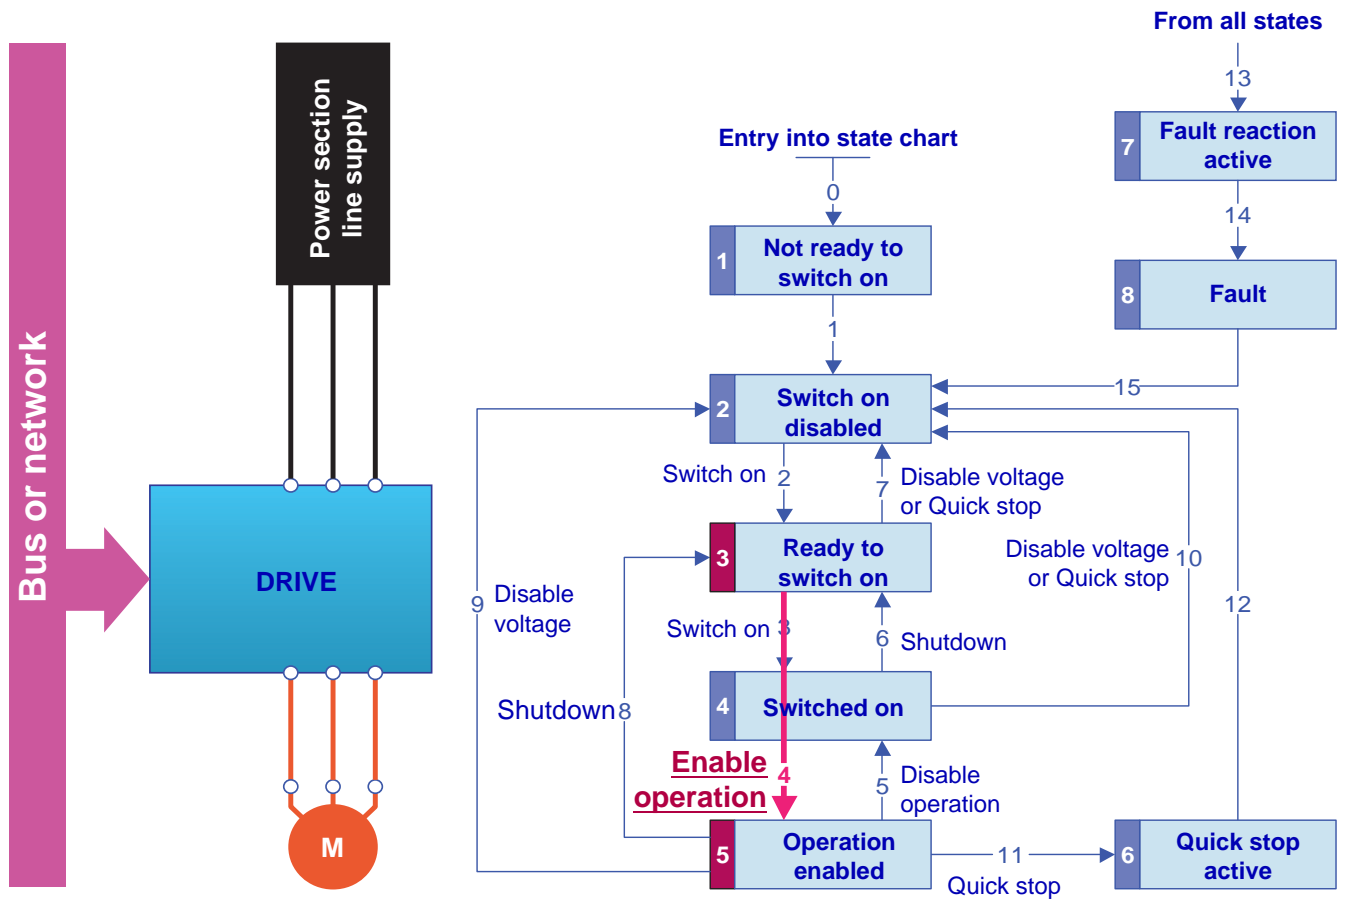 Bus or network
Power section
line supply
DRIVE
M
From all states
13
7
Fault reaction
active
14
8
Fault
15
Entry into state chart
0
1
Not ready to
switch on
1
2
Switch on
disabled
Switch on
2
7
Disable voltage
or Quick stop
3
Ready to
switch on
Disable voltage
or Quick stop
10
9
Disable
voltage
12
Switch on
3
6
Shutdown
4
Switched on
Shutdown
8
Enable
operation
4
5
Disable
operation
5
Operation
enabled
11
Quick stop
6
Quick stop
active